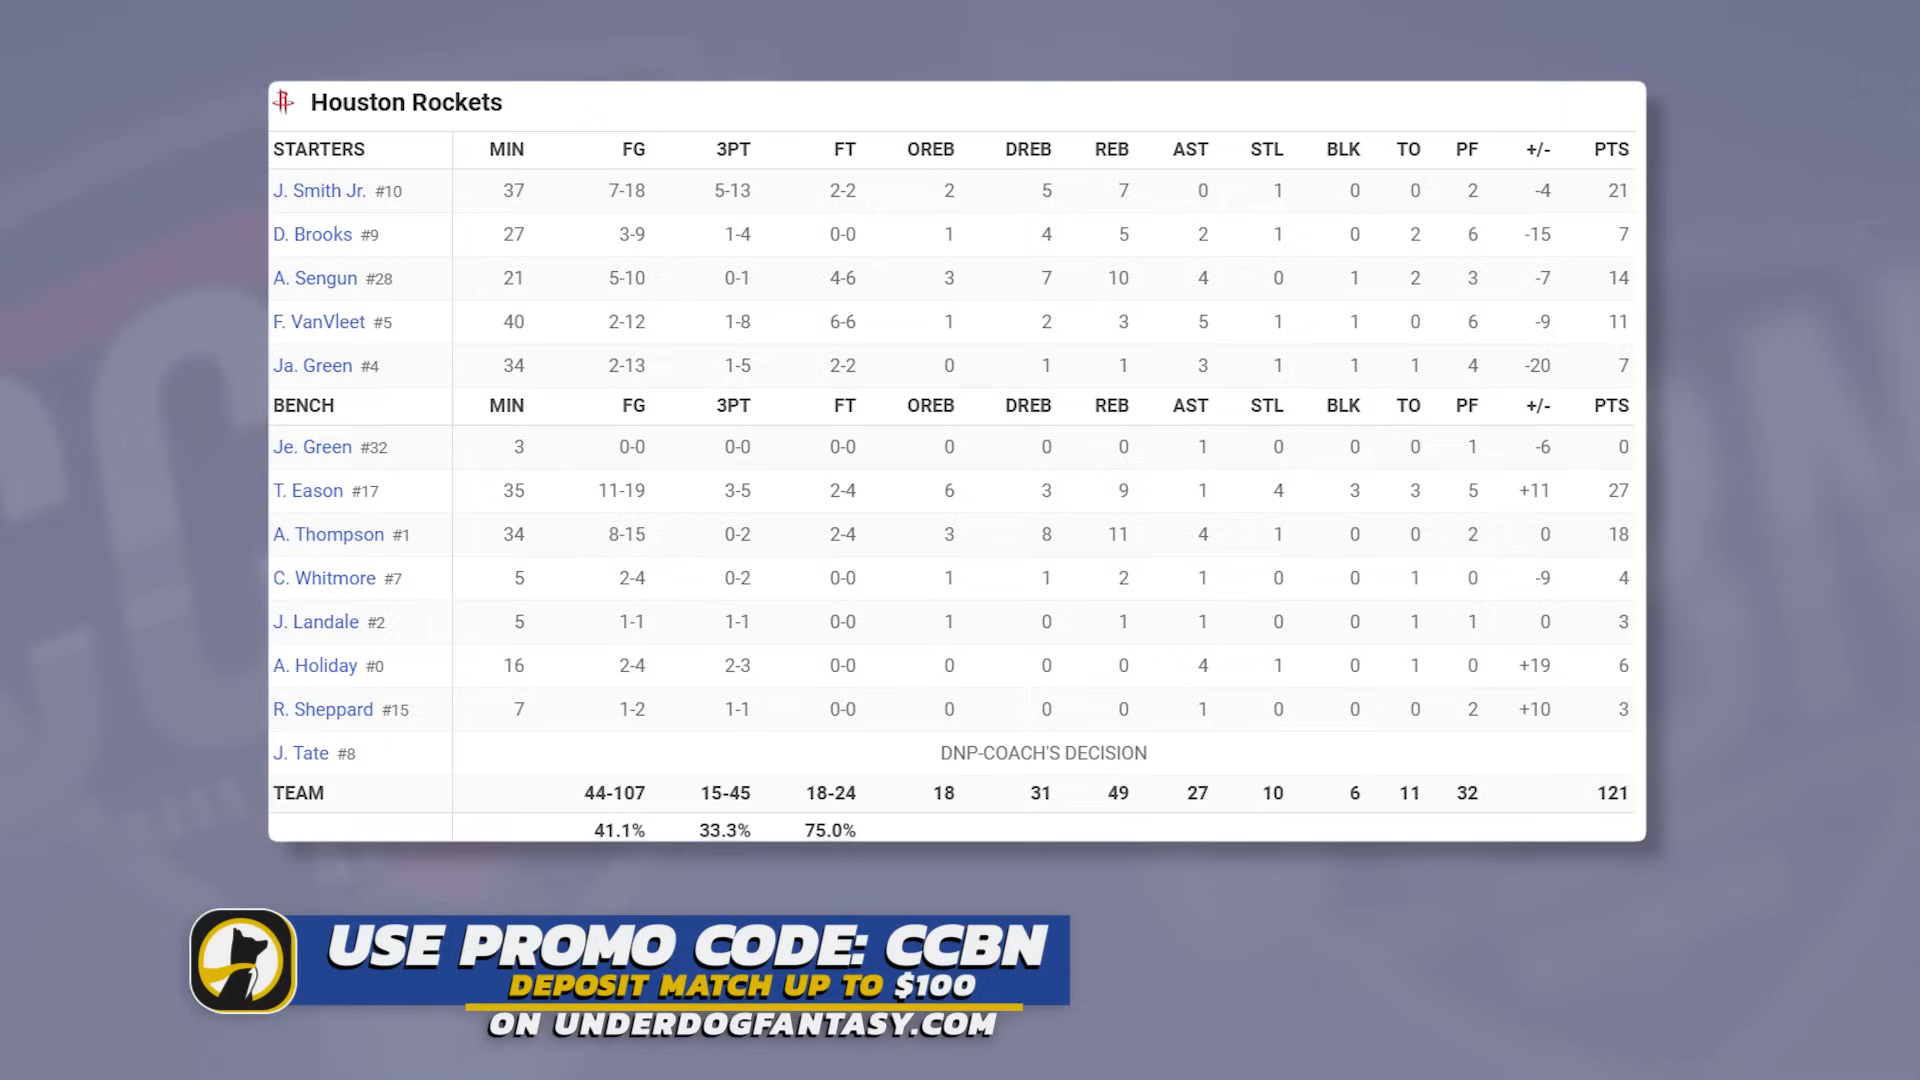 Houston Rockets
STARTERS MIN FG 3PT FT OREB DREB REB AST STL BLK TO PF +/- PTS
J. Smith Jr. #10 37 7-18 5-13 2-2 2 5 7 0 1 0 0 2 -4 21
D. Brooks #9 27 3-9 1-4 0-0 1 4 5 2 1 0 2 6 -15 7
A. Sengun #28 21 5-10 0-1 4-6 3 7 10 4 0 1 2 3 -7 14
F. VanVleet #5 40 2-12 1-8 6-6 1 2 3 5 1 1 0 6 -9 11
Ja. Green #4 34 2-13 1-5 2-2 0 1 1 3 1 1 1 4 -20 7
BENCH MIN FG 3PT FT OREB DREB REB AST STL BLK TO PF +/- PTS
Je. Green #32 3 0-0 0-0 0-0 0 0 0 1 0 0 0 1 -6 0
T. Eason #17 35 11-19 3-5 2-4 6 3 9 1 4 3 3 5 +11 27
A. Thompson #1 34 8-15 0-2 2-4 3 8 11 4 1 0 0 2 0 18
C. Whitmore #7 5 2-4 0-2 0-0 1 1 2 1 0 0 1 0 -9 4
J. Landale #2 5 1-1 1-1 0-0 1 0 1 1 0 0 1 1 0 3
A. Holiday #0 16 2-4 2-3 0-0 0 0 0 4 1 0 1 0 +19 6
R. Sheppard #15 7 1-2 1-1 0-0 0 0 0 1 0 0 0 2 +10 3
J. Tate #8 DNP-COACH'S DECISION
TEAM 44-107 15-45 18-24 18 31 49 27 10 6 11 32 121
41.1% 33.3% 75.0%
USE PROMO CODE: CCBN
DEPOSIT MATCH UP TO $100
ON UNDERDOGFANTASY.COM